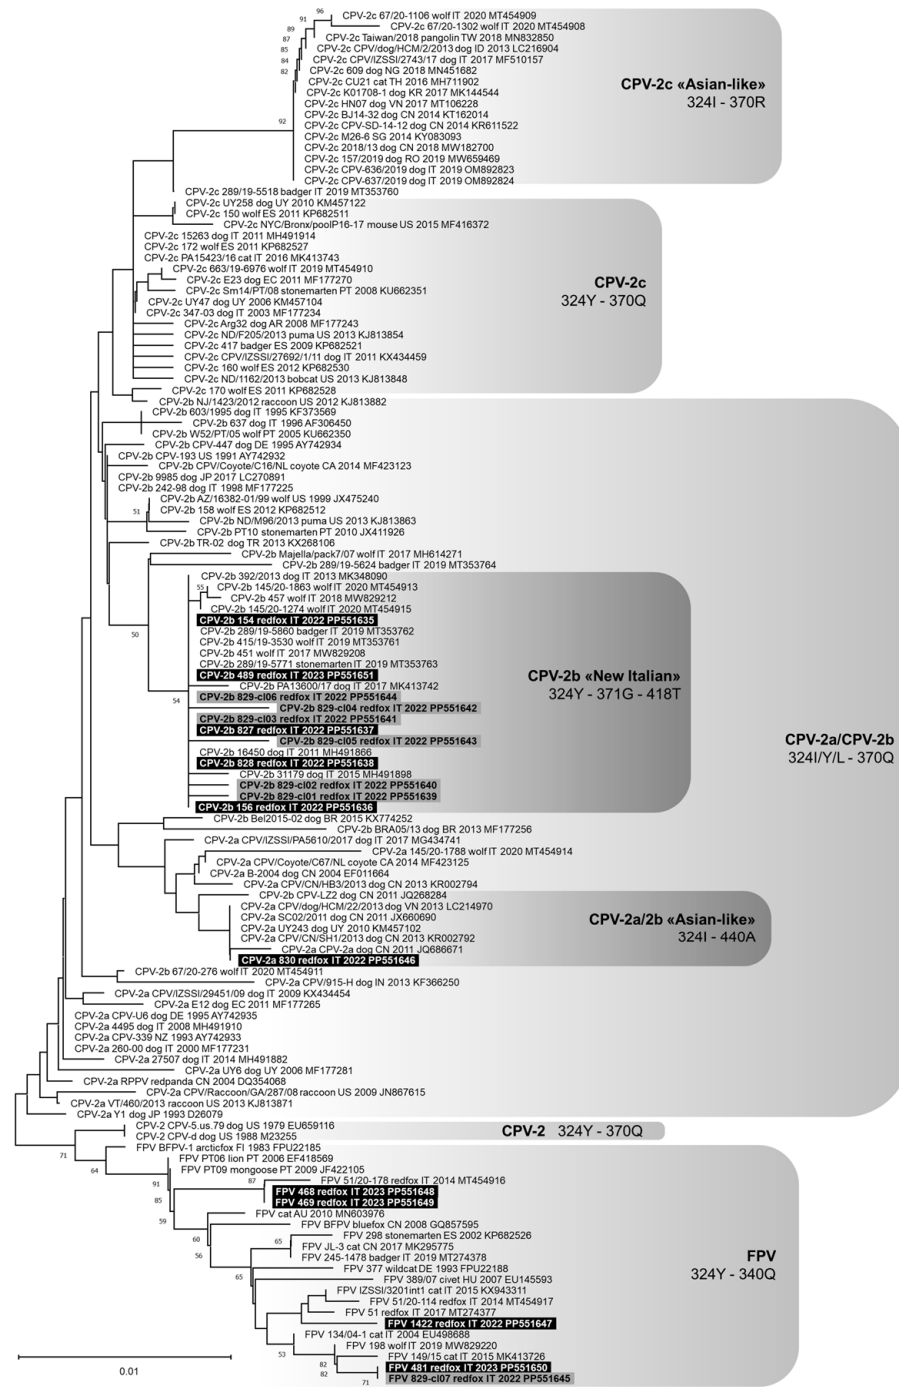 CPV-2c 67/20-1106 wolf IT 2020 MT454909
CPV-2c 67/20-1302 wolf IT 2020 MT454908
CPV-2c Taiwan/2018 pangolin TW 2018 MN832850
CPV-2c CPV/dog/HCM/2/2013 dog ID 2013 LC216904
CPV-2c CPV/IZSSI/2743/17 dog IT 2017 MF510157
CPV-2c 609 dog NG 2018 MN451682
CPV-2c CU21 cat TH 2016 MH711902
CPV-2c K01708-1 dog KR 2017 MK144544
CPV-2c HN07 dog VN 2017 MT106228
CPV-2c BJ14-32 dog CN 2014 KT162014
CPV-2c CPV-SD-14-12 dog CN 2014 KR611522
CPV-2c M26-6 SG 2014 KY083093
CPV-2c 2018/13 dog CN 2018 MW182700
CPV-2c 157/2019 dog RO 2019 MW659469
CPV-2c CPV-636/2019 dog IT 2019 OM892823
CPV-2c CPV-637/2019 dog IT 2019 OM892824
96
91
89
87
85
84
82
92
CPV-2c «Asian-like»
324I - 370R
CPV-2c 289/19-5518 badger IT 2019 MT353760
CPV-2c UY258 dog UY 2010 KM457122
CPV-2c 150 wolf ES 2011 KP682511
CPV-2c NYC/Bronx/poolP16-17 mouse US 2015 MF416372
CPV-2c 15263 dog IT 2011 MH491914
CPV-2c 172 wolf ES 2011 KP682527
CPV-2c PA15423/16 cat IT 2016 MK413743
CPV-2c 663/19-6976 wolf IT 2019 MT454910
CPV-2c E23 dog EC 2011 MF177270
CPV-2c Sm14/PT/08 stonemarten PT 2008 KU662351
CPV-2c UY47 dog UY 2006 KM457104
CPV-2c 347-03 dog IT 2003 MF177234
CPV-2c Arg32 dog AR 2008 MF177243
CPV-2c ND/F205/2013 puma US 2013 KJ813854
CPV-2c 417 badger ES 2009 KP682521
CPV-2c CPV/IZSSI/27692/1/11 dog IT 2011 KX434459
CPV-2c 160 wolf ES 2012 KP682530
CPV-2c ND/1162/2013 bobcat US 2013 KJ813848
CPV-2c 170 wolf ES 2011 KP682528
CPV-2c
324Y - 370Q
CPV-2b NJ/1423/2012 raccoon US 2012 KJ813882
CPV-2b 603/1995 dog IT 1995 KF373569
CPV-2b 637 dog IT 1996 AF306450
CPV-2b W52/PT/05 wolf PT 2005 KU662350
CPV-2b CPV-447 dog DE 1995 AY742934
CPV-2b CPV-193 US 1991 AY742932
CPV-2b CPV/Coyote/C16/NL coyote CA 2014 MF423123
CPV-2b 9985 dog JP 2017 LC270891
CPV-2b 242-98 dog IT 1998 MF177225
CPV-2b AZ/16382-01/99 wolf US 1999 JX475240
CPV-2b 158 wolf ES 2012 KP682512
51
CPV-2b ND/M96/2013 puma US 2013 KJ813863
CPV-2b PT10 stonemarten PT 2010 JX411926
CPV-2b TR-02 dog TR 2013 KX268106
CPV-2b Majella/pack7/07 wolf IT 2017 MH614271
CPV-2b 289/19-5624 badger IT 2019 MT353764
CPV-2b 392/2013 dog IT 2013 MK348090
55
CPV-2b 145/20-1863 wolf IT 2020 MT454913
CPV-2b 457 wolf IT 2018 MW829212
CPV-2b 145/20-1274 wolf IT 2020 MT454915
CPV-2b 154 redfox IT 2022 PP551635
CPV-2b 289/19-5860 badger IT 2019 MT353762
50
CPV-2b 415/19-3530 wolf IT 2019 MT353761
CPV-2b 451 wolf IT 2017 MW829208
CPV-2b 289/19-5771 stonemarten IT 2019 MT353763
CPV-2b 489 redfox IT 2023 PP551651
CPV-2b PA13600/17 dog IT 2017 MK413742
CPV-2b 829-cl06 redfox IT 2022 PP551644
54
CPV-2b 829-cl04 redfox IT 2022 PP551642
CPV-2b 829-cl03 redfox IT 2022 PP551641
CPV-2b 827 redfox IT 2022 PP551637
CPV-2b 829-cl05 redfox IT 2022 PP551643
CPV-2b 16450 dog IT 2011 MH491866
CPV-2b 828 redfox IT 2022 PP551638
CPV-2b 31179 dog IT 2015 MH491898
CPV-2b 829-cl02 redfox IT 2022 PP551640
CPV-2b 829-cl01 redfox IT 2022 PP551639
CPV-2b 156 redfox IT 2022 PP551636
CPV-2b «New Italian»
324Y - 371G - 418T
CPV-2a/CPV-2b
324I/Y/L - 370Q
CPV-2b Bel2015-02 dog BR 2015 KX774252
CPV-2b BRA05/13 dog BR 2013 MF177256
CPV-2a CPV/IZSSI/PA5610/2017 dog IT 2017 MG434741
CPV-2a 145/20-1788 wolf IT 2020 MT454914
CPV-2a CPV/Coyote/C67/NL coyote CA 2014 MF423125
CPV-2a B-2004 dog CN 2004 EF011664
CPV-2a CPV/CN/HB3/2013 dog CN 2013 KR002794
CPV-2b CPV-LZ2 dog CN 2011 JQ268284
CPV-2a CPV/dog/HCM/22/2013 dog VN 2013 LC214970
CPV-2a SC02/2011 dog CN 2011 JX660690
CPV-2a UY243 dog UY 2010 KM457102
CPV-2a CPV/CN/SH1/2013 dog CN 2013 KR002792
CPV-2a CPV-2a dog CN 2011 JQ686671
CPV-2a 830 redfox IT 2022 PP551646
CPV-2a/2b «Asian-like»
324I - 440A
CPV-2b 67/20-276 wolf IT 2020 MT454911
CPV-2a CPV/915-H dog IN 2013 KF366250
CPV-2a CPV/IZSSI/29451/09 dog IT 2009 KX434454
CPV-2a E12 dog EC 2011 MF177265
CPV-2a CPV-U6 dog DE 1995 AY742935
CPV-2a 4495 dog IT 2008 MH491910
CPV-2a CPV-339 NZ 1993 AY742933
CPV-2a 260-00 dog IT 2000 MF177231
CPV-2a 27507 dog IT 2014 MH491882
CPV-2a UY6 dog UY 2006 MF177281
CPV-2a RPPV redpanda CN 2004 DQ354068
CPV-2a CPV/Raccoon/GA/287/08 raccoon US 2009 JN867615
CPV-2a VT/460/2013 raccoon US 2013 KJ813871
CPV-2a Y1 dog JP 1993 D26079
CPV-2 CPV-5.us.79 dog US 1979 EU659116
CPV-2 CPV-d dog US 1988 M23255
CPV-2 324Y - 370Q
71
64
FPV BFPV-1 arcticfox FI 1983 FPU22185
FPV PT06 lion PT 2006 EF418569
FPV PT09 mongoose PT 2009 JF422105
91
87
FPV 51/20-178 redfox IT 2014 MT454916
FPV 468 redfox IT 2023 PP551648
FPV 469 redfox IT 2023 PP551649
85
FPV cat AU 2010 MN603976
59
FPV BFPV bluefox CN 2008 GQ857595
FPV 298 stonemarten ES 2002 KP682526
60
65
FPV JL-3 cat CN 2017 MK295775
FPV 245-1478 badger IT 2019 MT274378
56
FPV 377 wildcat DE 1993 FPU22188
65
FPV 389/07 civet HU 2007 EU145593
FPV IZSSI/3201int1 cat IT 2015 KX943311
FPV 51/20-114 redfox IT 2014 MT454917
FPV 51 redfox IT 2017 MT274377
FPV 1422 redfox IT 2022 PP551647
FPV 134/04-1 cat IT 2004 EU498688
FPV 198 wolf IT 2019 MW829220
53
FPV 149/15 cat IT 2015 MK413726
82
FPV 481 redfox IT 2023 PP551650
82
FPV 829-cl07 redfox IT 2022 PP551645
71
FPV
324Y - 340Q
0.01